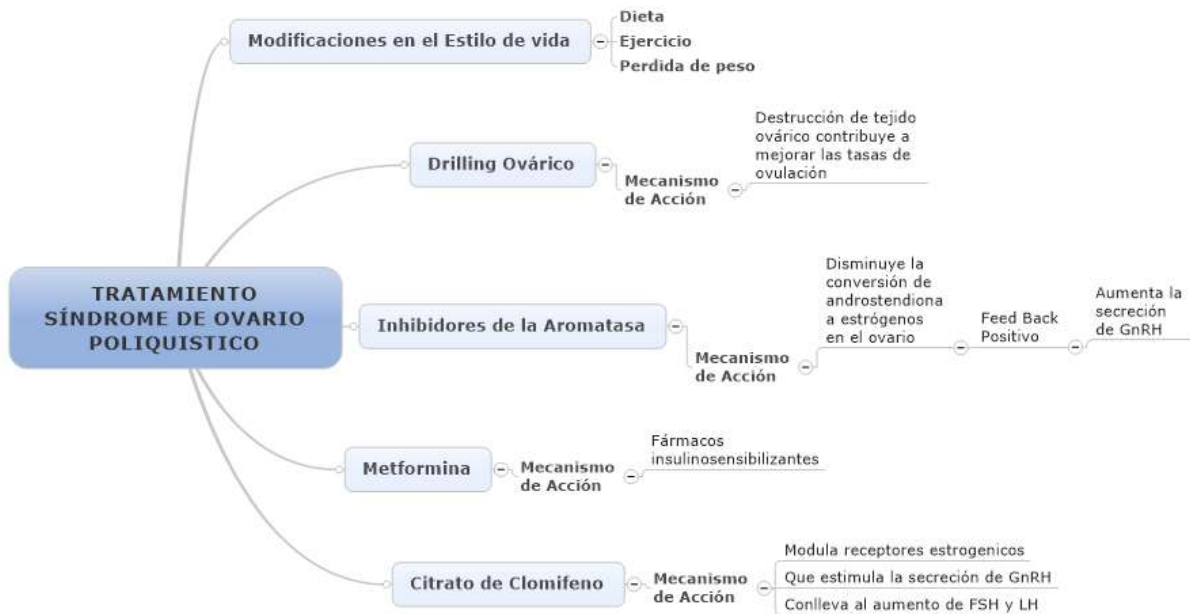 TRATAMIENTO
SÍNDROME DE OVARIO
POLIQUISTICO
Modificaciones en el Estilo de vida
Dieta
Ejercicio
Perdida de peso
Drilling Ovárico
Mecanismo
de Acción
Destrucción de tejido
ovárico contribuye a
mejorar las tasas de
ovulación
Inhibidores de la Aromatasa
Mecanismo
de Acción
Disminuye la
conversión de
androstendiona
a estrógenos
en el ovario
Feed Back
Positivo
Aumenta la
secreción
de GnRH
Metformina
Mecanismo
de Acción
Fármacos
insulinosensibilizantes
Citrato de Clomifeno
Mecanismo
de Acción
Modula receptores estrogenicos
Que estimula la secreción de GnRH
Conlleva al aumento de FSH y LH